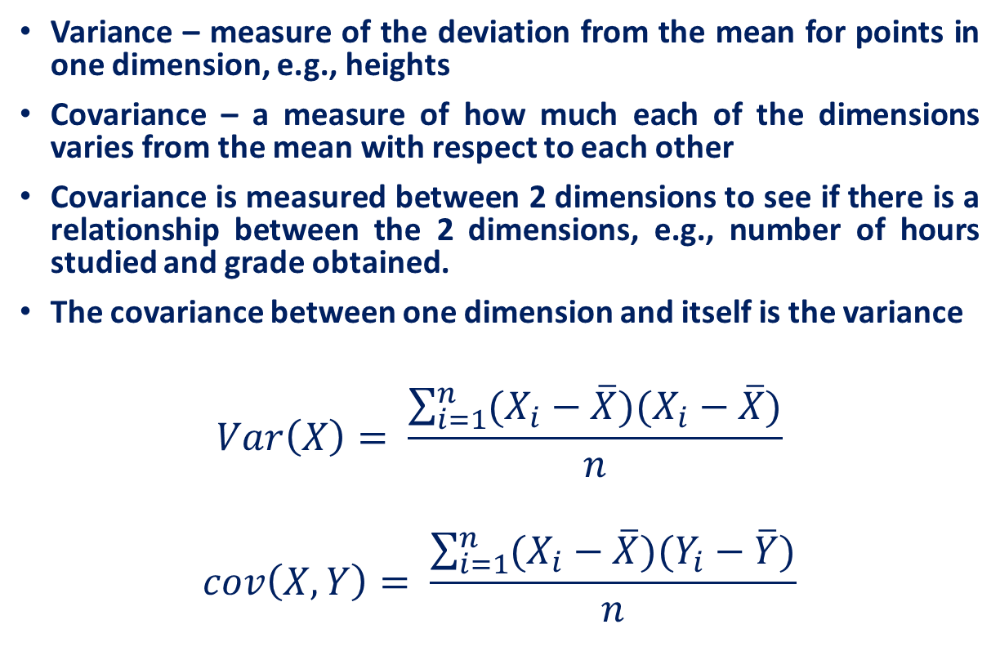 • Variance – measure of the deviation from the mean for points in
one dimension, e.g., heights
• Covariance – a measure of how much each of the dimensions
varies from the mean with respect to each other
• Covariance is measured between 2 dimensions to see if there is a
relationship between the 2 dimensions, e.g., number of hours
studied and grade obtained.
• The covariance between one dimension and itself is the variance
$Var(X) = \frac{\sum_{i=1}^{n}(X_i - \bar{X})(X_i - \bar{X})}{n}$
$cov(X, Y) = \frac{\sum_{i=1}^{n}(X_i - \bar{X})(Y_i - \bar{Y})}{n}$